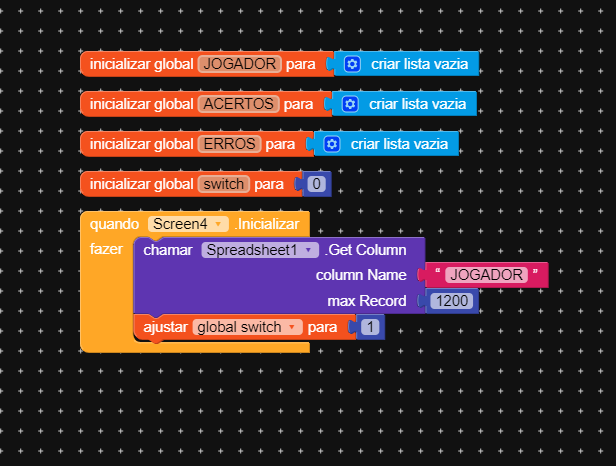 inicializar global JOGADOR para criar lista vazia
inicializar global ACERTOS para criar lista vazia
inicializar global ERROS para criar lista vazia
inicializar global switch para 0
quando Screen4 .Inicializar
fazer chamar Spreadsheet1 .Get Column
column Name “ JOGADOR ”
max Record 1200
ajustar global switch para 1